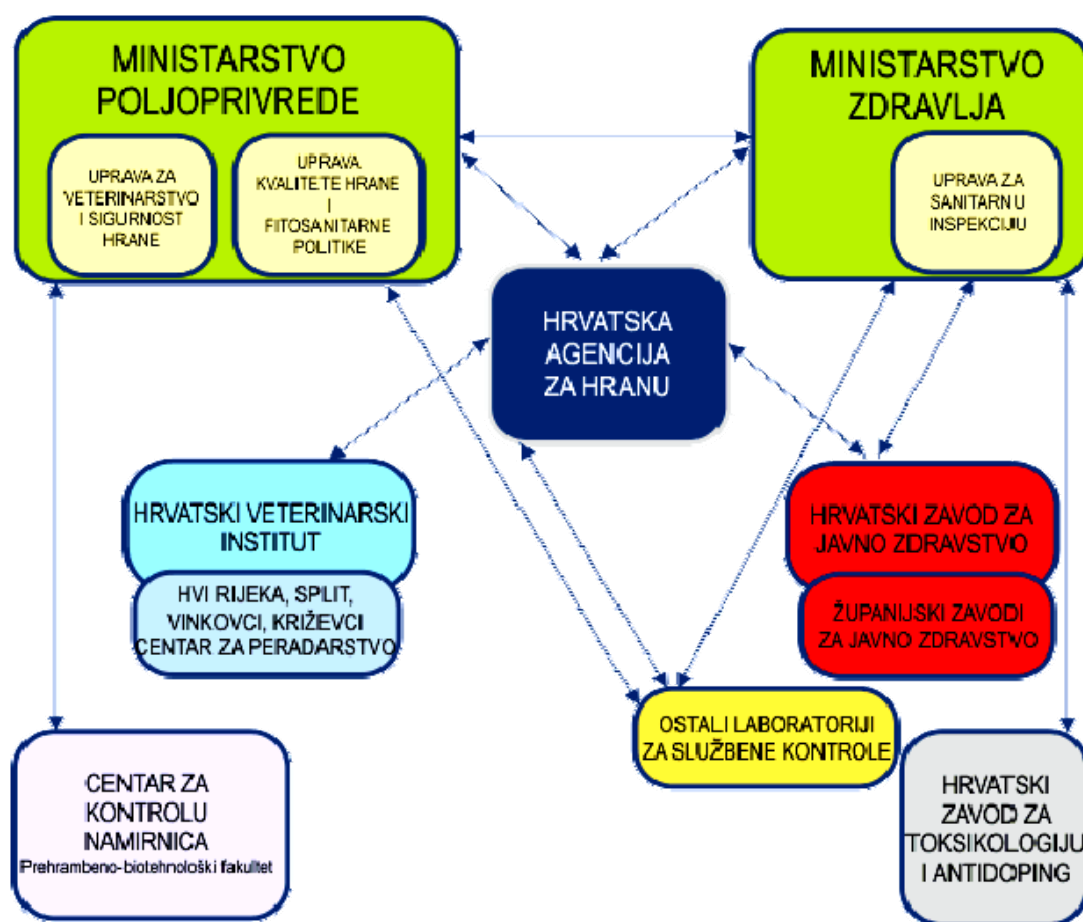 MINISTARSTVO
POLJOPRIVREDE
UPRAVA ZA
VETERINARSTVO
I SIGURNOST
HRANE
UPRAVA
KVALITETE HRANE
I
FITOSANITARNE
POLITIKE
MINISTARSTVO
ZDRAVLJA
UPRAVA ZA
SANITARNU
INSPEKCIJU
HRVATSKA
AGENCIJA
ZA HRANU
HRVATSKI VETERINARSKI
INSTITUT
HVI RIJEKA, SPLIT,
VINKOVCI, KRIŽEVCI
CENTAR ZA PERADARSTVO
HRVATSKI ZAVOD ZA
JAVNO ZDRAVSTVO
ŽUPANIJSKI ZAVODI
ZA JAVNO ZDRAVSTVO
OSTALI LABORATORIJI
ZA SLUŽBENE KONTROLE
CENTAR ZA
KONTROLU
NAMIRNICA
Prehrambeno-biotehnološki fakultet
HRVATSKI
ZAVOD ZA
TOKSIKOLOGIJU
I ANTIDOPING